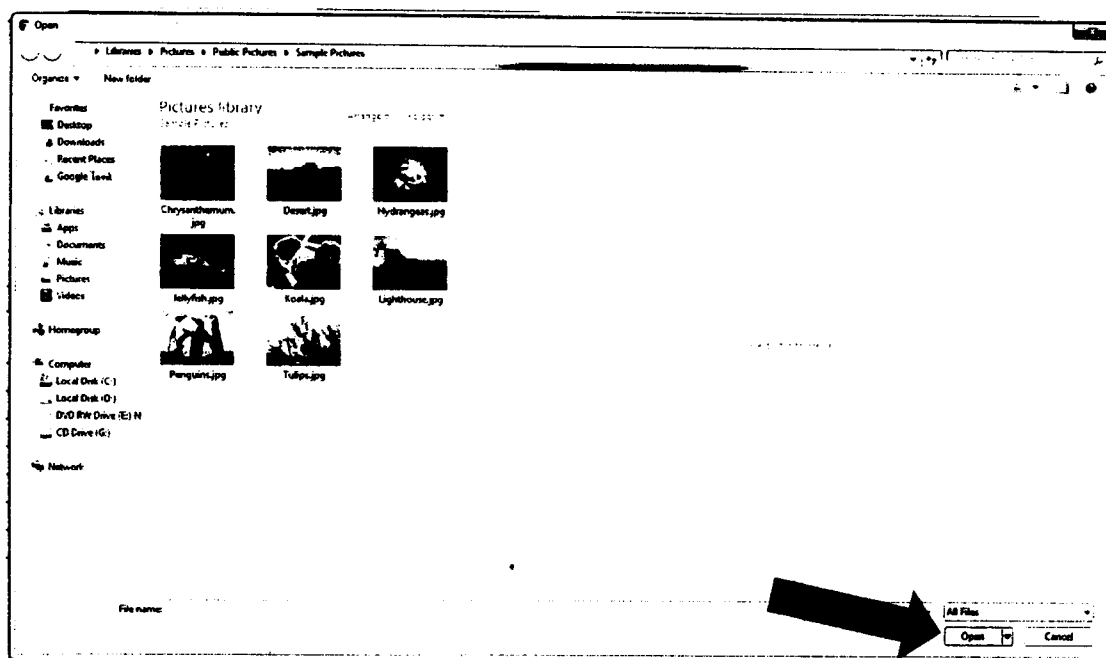 Open
Libraries Pictures Public Pictures Sample Pictures
Organize New folder
Favorites
Desktop
Downloads
Recent Places
Google
Libraries
Apps
Documents
Music
Pictures
Videos
Homegroup
Computer
Local Disk (C:)
Local Disk (D:)
DVD RW Drive (E:) N
CD Drive (G:)
Network
Pictures library
Sample Pictures
Chrysanthemum.
jpg
Desert.jpg
Hydrangeas.jpg
Jellyfish.jpg
Koala.jpg
Lighthouse.jpg
Penguins.jpg
Tulips.jpg
File name:
All Files
Open Cancel